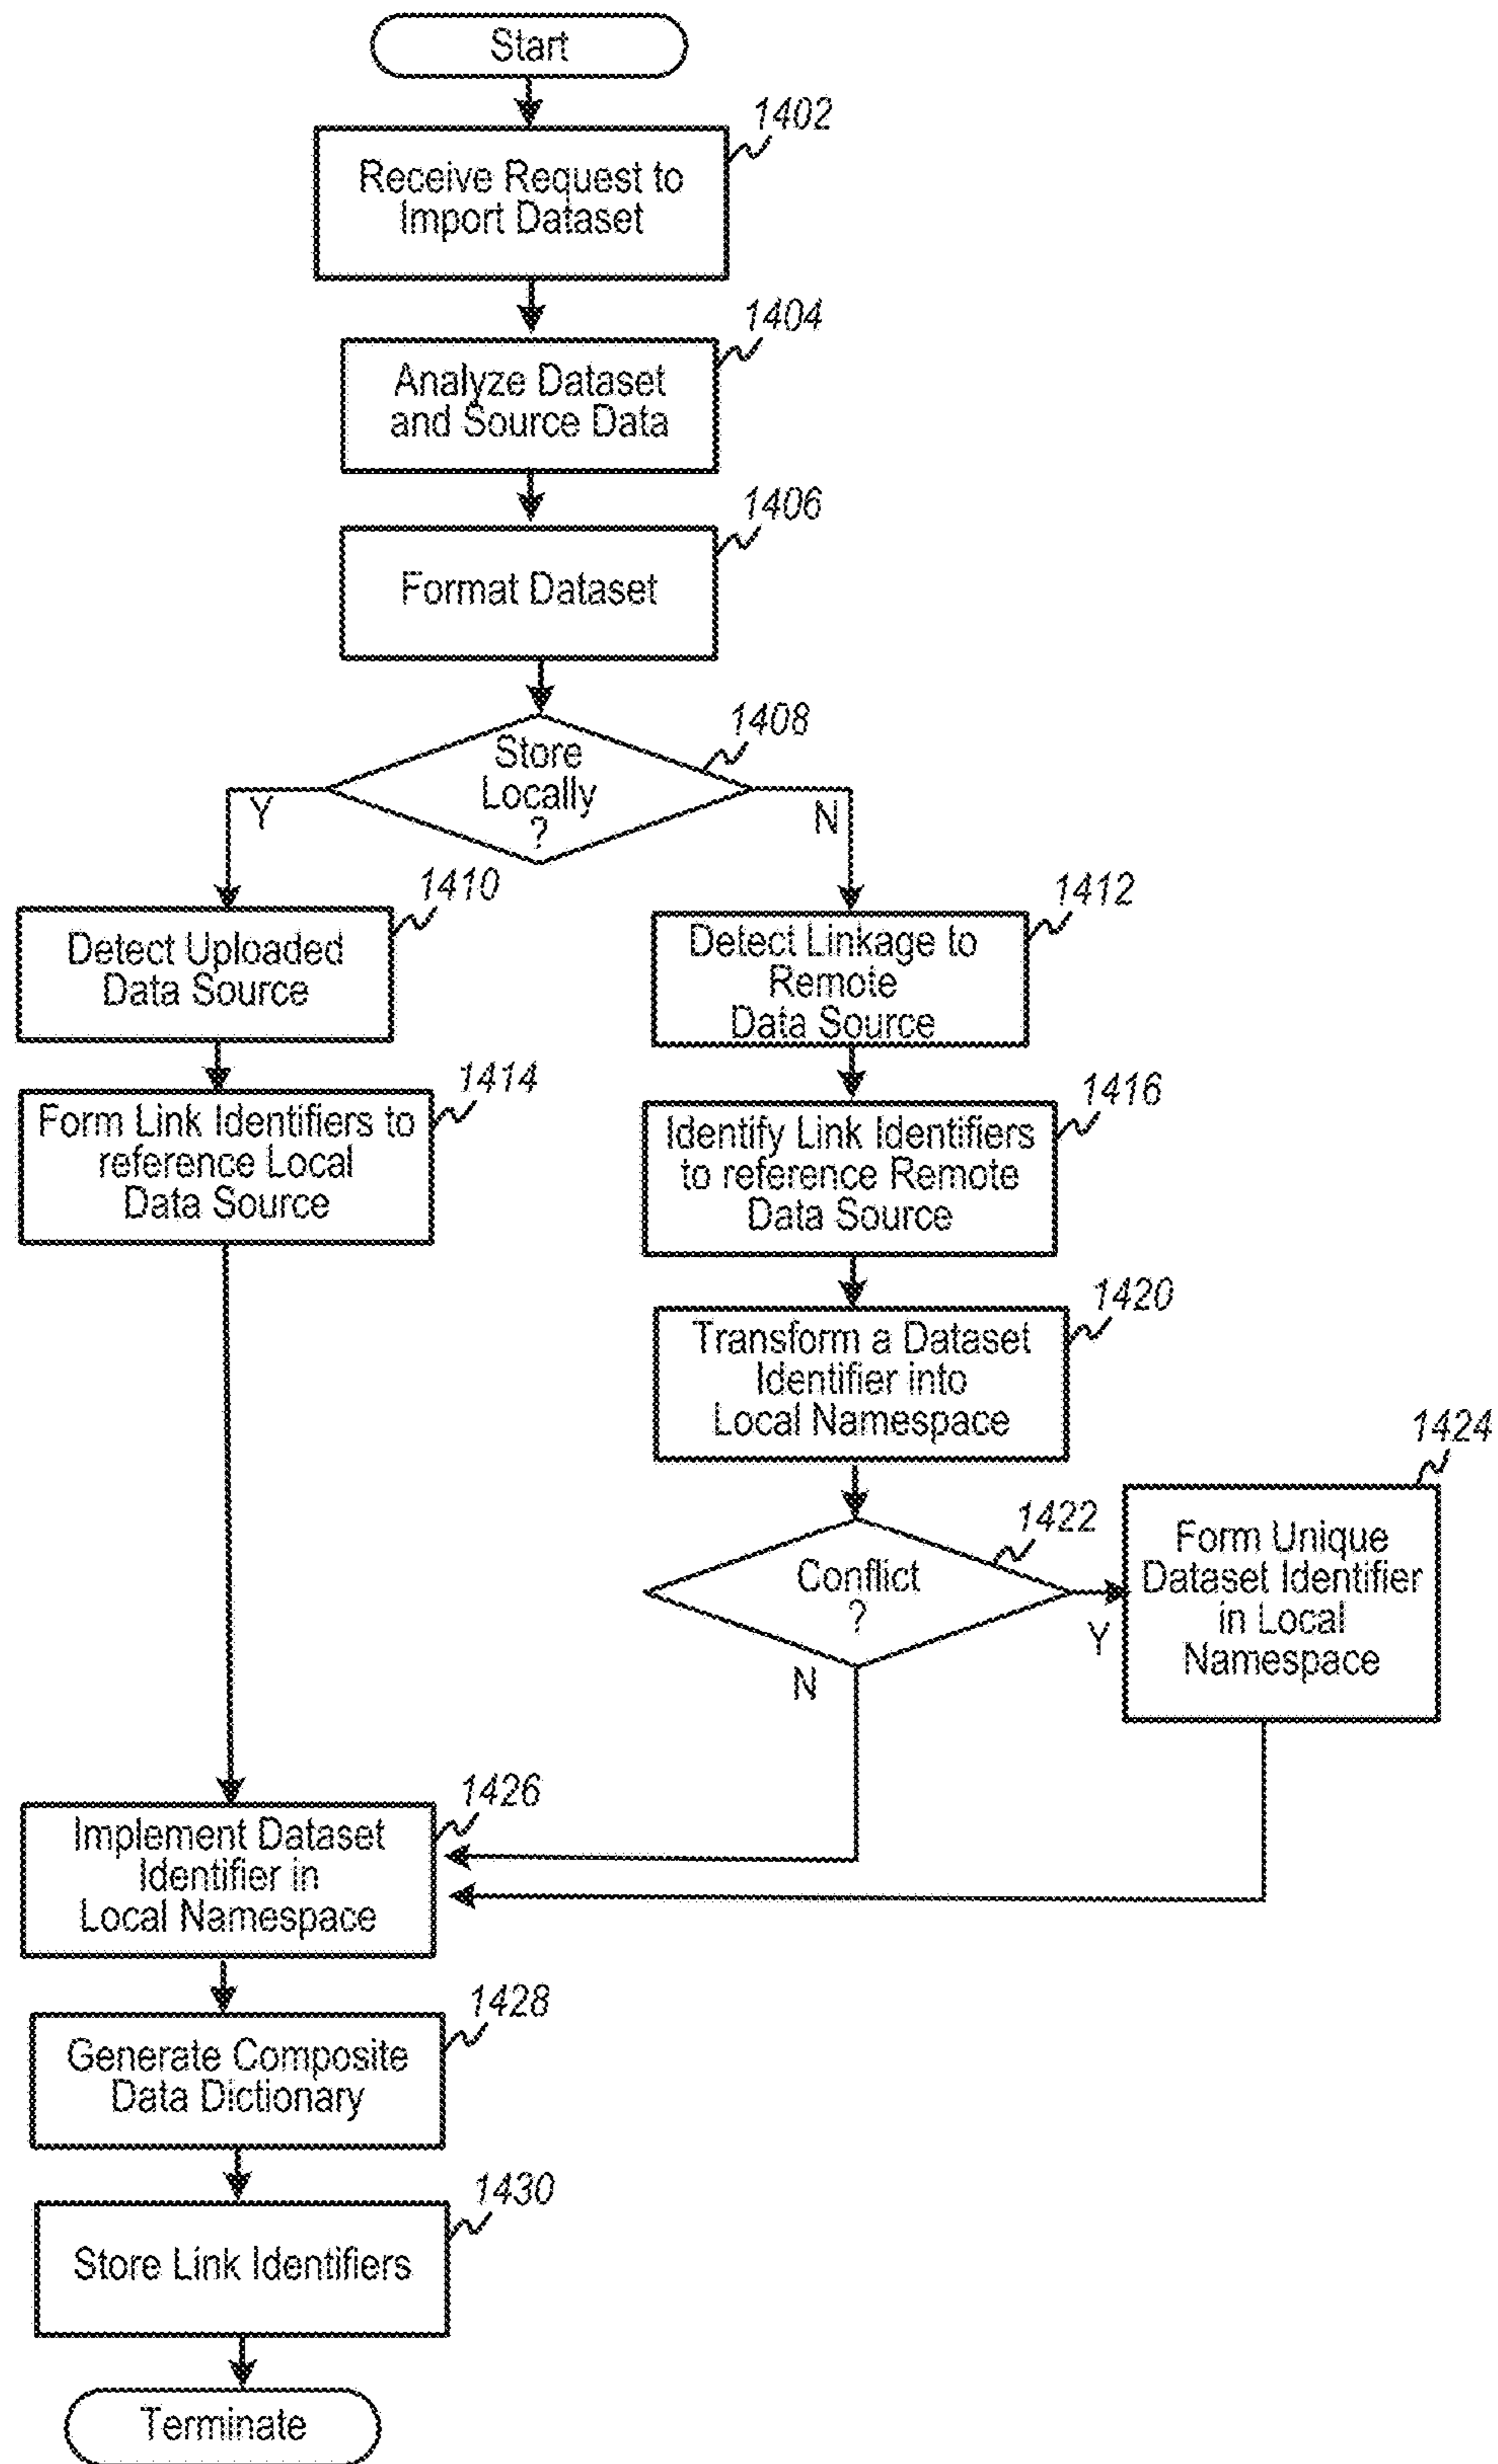 Start
1402
Receive Request to
Import Dataset
1404
Analyze Dataset
and Source Data
1406
Format Dataset
1408
Store
Locally
?
Y
N
1410
Detect Uploaded
Data Source
1412
Detect Linkage to
Remote
Data Source
1414
Form Link Identifiers to
reference Local
Data Source
1416
Identify Link Identifiers
to reference Remote
Data Source
1420
Transform a Dataset
Identifier into
Local Namespace
1422
Conflict
?
Y
N
1424
Form Unique
Dataset Identifier
in Local
Namespace
1426
Implement Dataset
Identifier in
Local Namespace
1428
Generate Composite
Data Dictionary
1430
Store Link Identifiers
Terminate